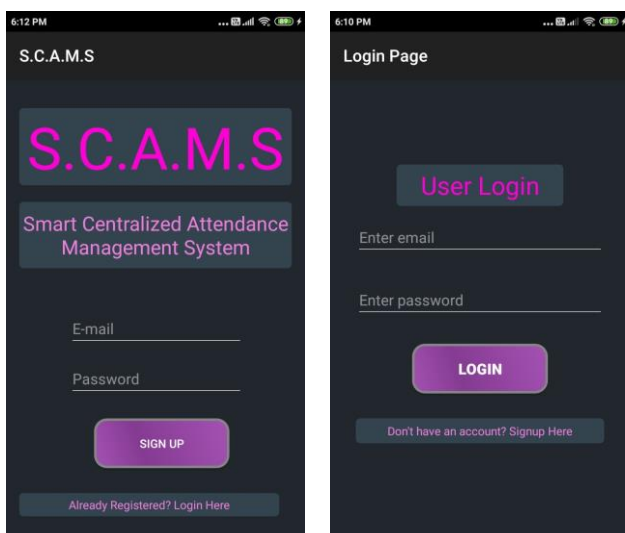 6:12 PM
S.C.A.M.S
S.C.A.M.S
Smart Centralized Attendance
Management System
E-mail
Password
SIGN UP
Already Registered? Login Here
6:10 PM
Login Page
User Login
Enter email
Enter password
LOGIN
Don't have an account? Signup Here